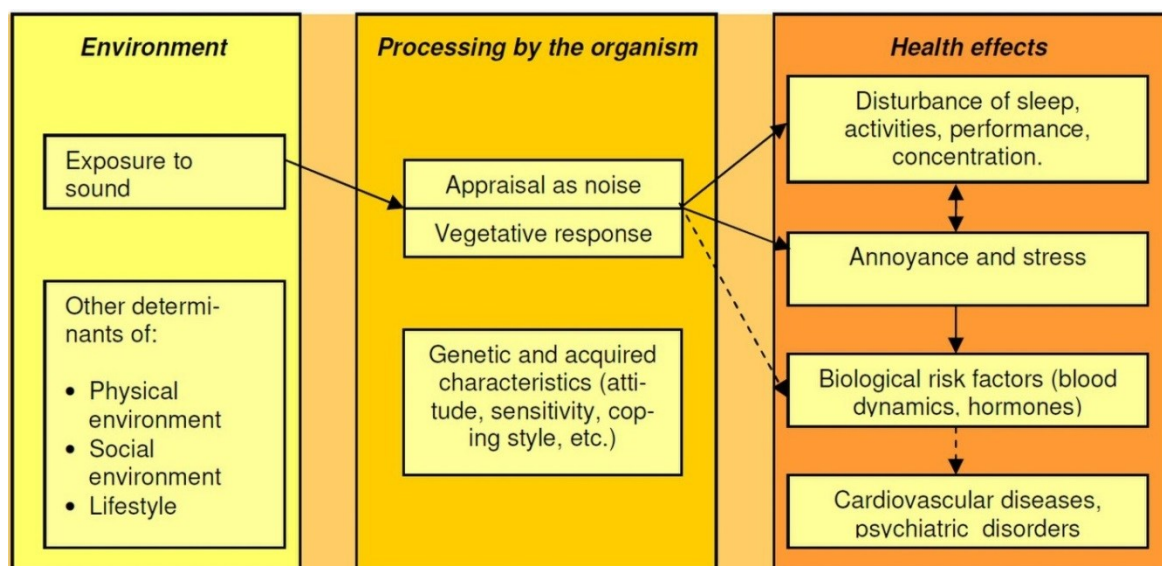 Environment
Exposure to
sound
Other determi-
nants of:
• Physical
environment
• Social
environment
• Lifestyle
Processing by the organism
Appraisal as noise
Vegetative response
Genetic and acquired
characteristics (atti-
tude, sensitivity, cop-
ing style, etc.)
Health effects
Disturbance of sleep,
activities, performance,
concentration.
Annoyance and stress
Biological risk factors (blood
dynamics, hormones)
Cardiovascular diseases,
psychiatric disorders